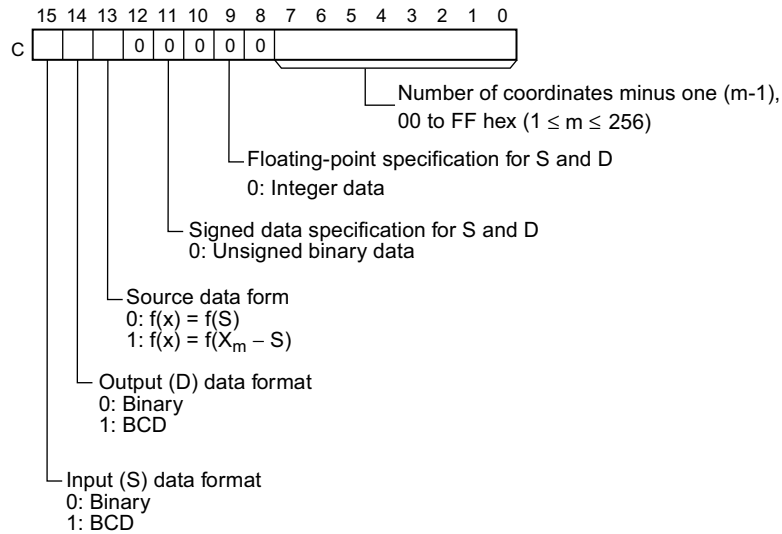 15 14 13 12 11 10 9 8 7 6 5 4 3 2 1 0
C 0 0 0 0 0
Number of coordinates minus one (m-1),
00 to FF hex (1 ≤ m ≤ 256)
Floating-point specification for S and D
0: Integer data
Signed data specification for S and D
0: Unsigned binary data
Source data form
0: f(x) = f(S)
1: f(x) = f(Xm − S)
Output (D) data format
0: Binary
1: BCD
Input (S) data format
0: Binary
1: BCD